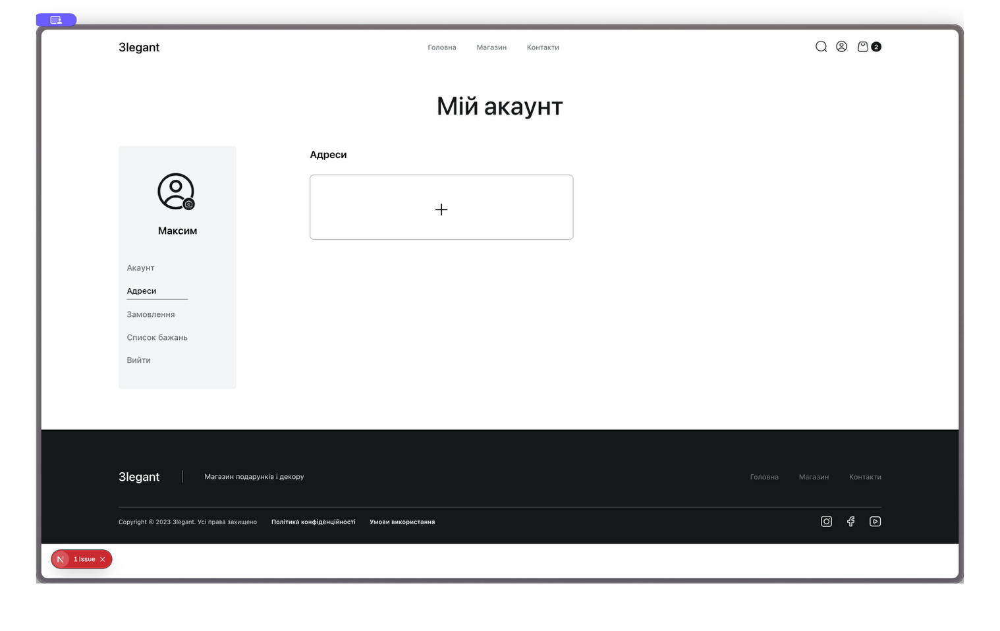 3legant
Головна Магазин Контакти
2
Мій акаунт
Максим
Акаунт
Адреси
Замовлення
Список бажань
Вийти
Адреси
3legant
Магазин подарунків і декору
Головна Магазин Контакти
Copyright © 2023 3legant. Усі права захищено Політика конфіденційності Умови використання
N 1 Issue